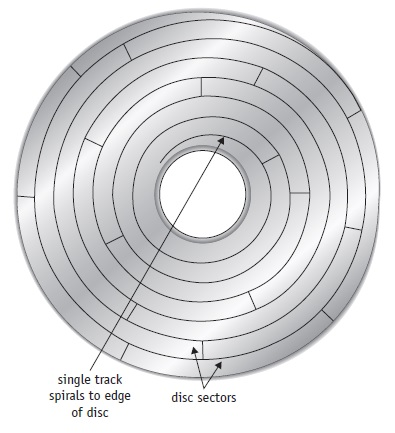 single track
spirals to edge
of disc
disc sectors